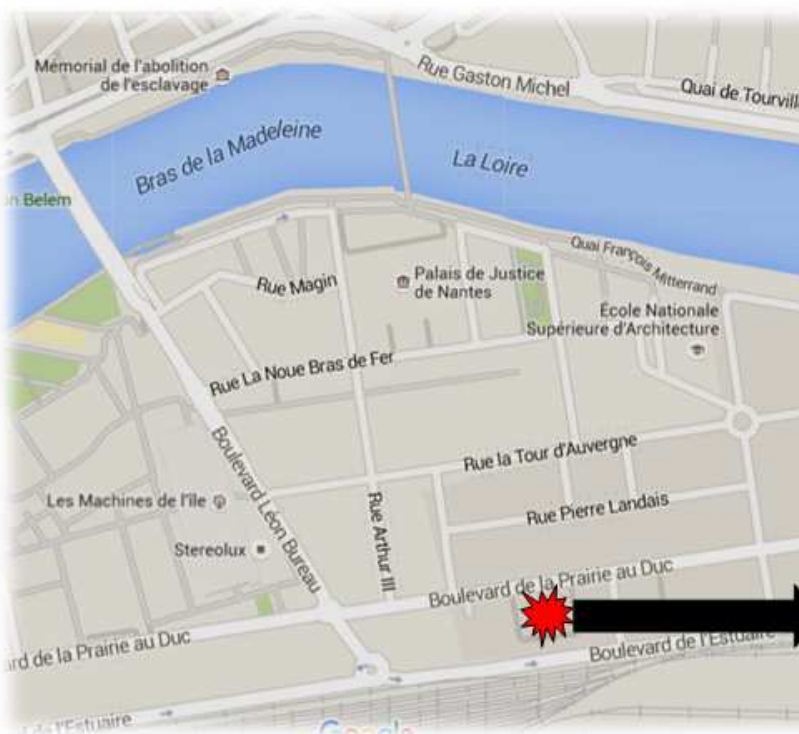 Mémorial de l'abolition
de l'esclavage
Rue Gaston Michel
Quai de Tourvill
Bras de la Madeleine
La Loire
n Belem
Quai François Mitterrand
Rue Magin
Palais de Justice
de Nantes
École Nationale
Supérieure d'Architecture
Rue La Noue Bras de Fer
Boulevard Léon Bureau
Rue la Tour d'Auvergne
Les Machines de l'île
Rue Arthur III
Rue Pierre Landais
Stereolux
Boulevard de la Prairie au Duc
ard de la Prairie au Duc
Boulevard de l'Estuaire
de l'Estuaire
Google